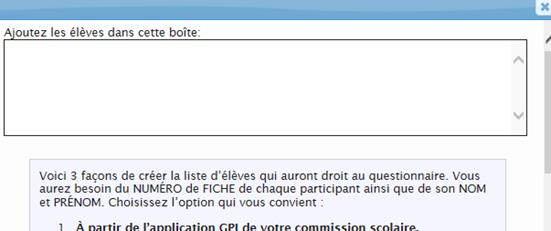 Ajoutez les élèves dans cette boîte:
Voici 3 façons de créer la liste d'élèves qui auront droit au questionnaire. Vous
aurez besoin du NUMÉRO de FICHE de chaque participant ainsi que de son NOM
et PRÉNOM. Choisissez l'option qui vous convient :
1. À partir de l'application GPI de votre commission scolaire.